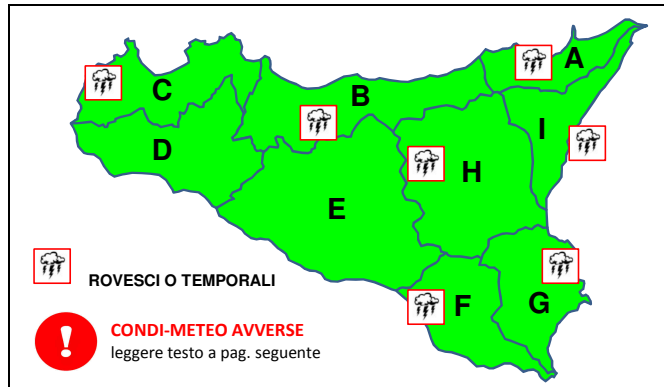 A
B
C
I
D
H
E
F
G
ROVESCI O TEMPORALI
!
CONDI-METEO AVVERSE
leggere testo a pag. seguente